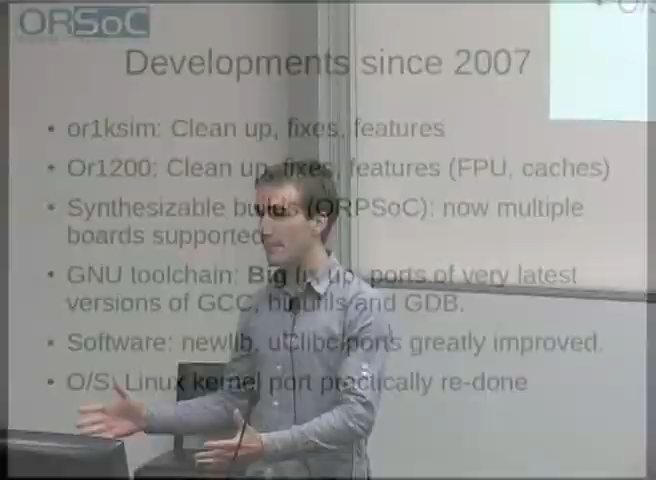 ORSoC
Developments since 2007
• or1ksim: Clean up, fixes, features
• Or1200: Clean up, fixes, features (FPU, caches)
• Synthesizable builds (ORPSoC): now multiple
boards supported
• GNU toolchain: Big fix up, ports of very latest
versions of GCC, binutils and GDB.
• Software: newlib, uClibc ports greatly improved.
• O/S: Linux kernel port practically re-done
• O/S